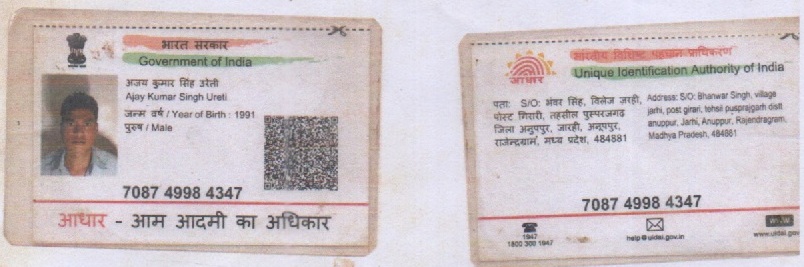 भारत सरकार
Government of India
अजय कुमार सिंह उरेती
Ajay Kumar Singh Ureti
जन्म वर्ष / Year of Birth : 1991
पुरुष / Male
7087 4998 4347
आधार - आम आदमी का अधिकार
आधार
भारतीय विशिष्ट पहचान प्राधिकरण
Unique Identification Authority of India
पता: S/O: भंवर सिंह, विलेज जरही,
पोस्ट गिरारी, तहसील पुस्पराजगढ
जिला अनुपपुर, जारही, अनूपपुर,
राजेन्द्रग्राम, मध्य प्रदेश, 484881
Address: S/O: Bhanwar Singh, village
jarhi, post girari, tehsil pusprajgarh distt
anuppur, Jarhi, Anuppur, Rajendragram,
Madhya Pradesh, 484881
7087 4998 4347
1947
1800 300 1947
help@uidai.gov.in
www
www.uidai.gov